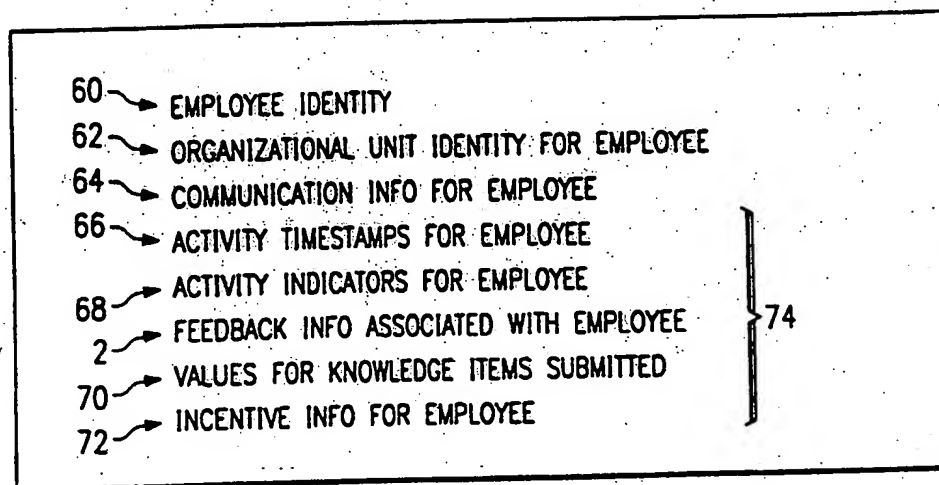 60 EMPLOYEE IDENTITY
62 ORGANIZATIONAL UNIT IDENTITY FOR EMPLOYEE
64 COMMUNICATION INFO FOR EMPLOYEE
66 ACTIVITY TIMESTAMPS FOR EMPLOYEE
68 ACTIVITY INDICATORS FOR EMPLOYEE
2 FEEDBACK INFO ASSOCIATED WITH EMPLOYEE 74
70 VALUES FOR KNOWLEDGE ITEMS SUBMITTED
72 INCENTIVE INFO FOR EMPLOYEE